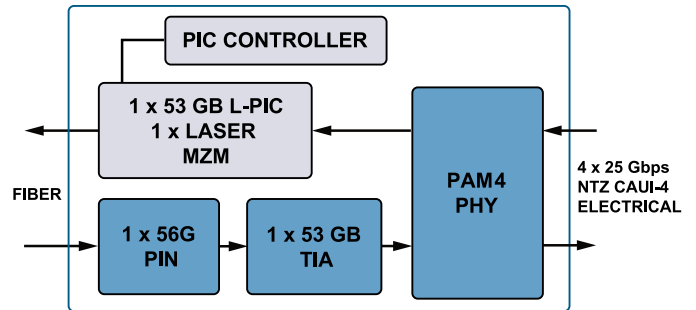 PIC CONTROLLER
1 x 53 GB L-PIC
1 x LASER
MZM
FIBER
1 x 56G
PIN
1 x 53 GB
TIA
PAM4
PHY
4 x 25 Gbps
NTZ CAUI-4
ELECTRICAL